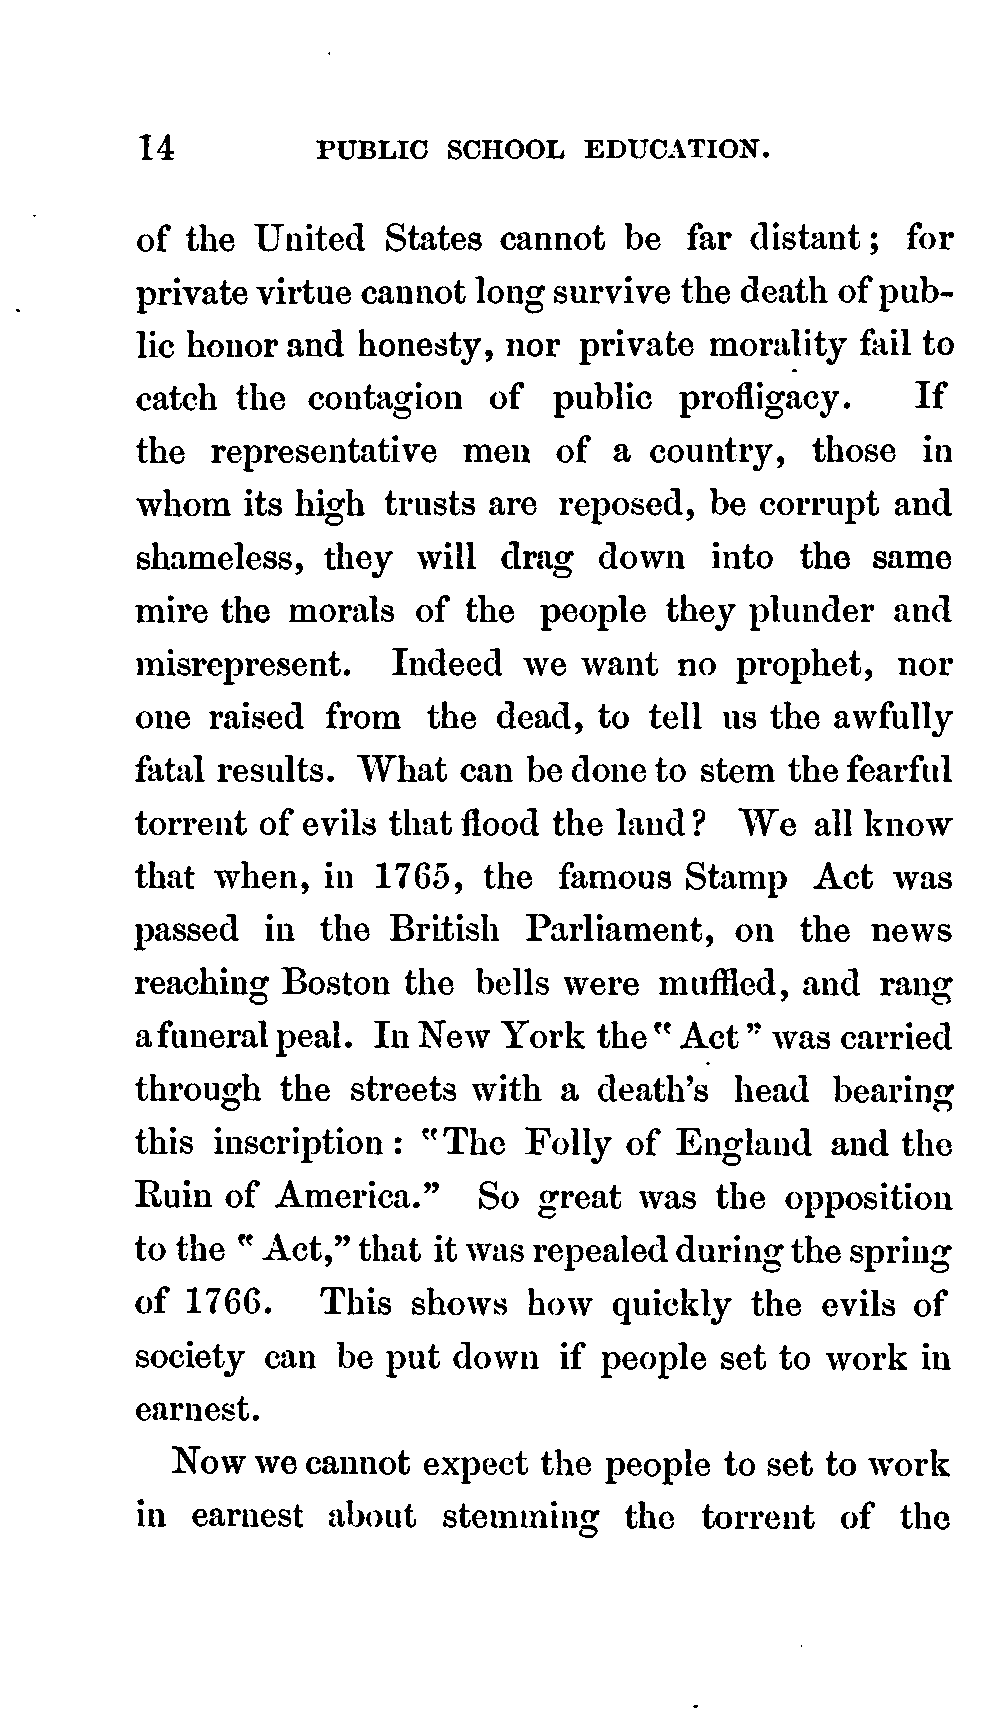 14 PUBLIC SCHOOL EDUCATION.
of the United States cannot be far distant; for
private virtue cannot long survive the death of pub-
lic honor and honesty, nor private morality fail to
catch the contagion of public profligacy. If
the representative men of a country, those in
whom its high trusts are reposed, be corrupt and
shameless, they will drag down into the same
mire the morals of the people they plunder and
misrepresent. Indeed we want no prophet, nor
one raised from the dead, to tell us the awfully
fatal results. What can be done to stem the fearful
torrent of evils that flood the land? We all know
that when, in 1765, the famous Stamp Act was
passed in the British Parliament, on the news
reaching Boston the bells were muffled, and rang
a funeral peal. In New York the "Act" was carried
through the streets with a death's head bearing
this inscription: "The Folly of England and the
Ruin of America." So great was the opposition
to the "Act," that it was repealed during the spring
of 1766. This shows how quickly the evils of
society can be put down if people set to work in
earnest.
Now we cannot expect the people to set to work
in earnest about stemming the torrent of the